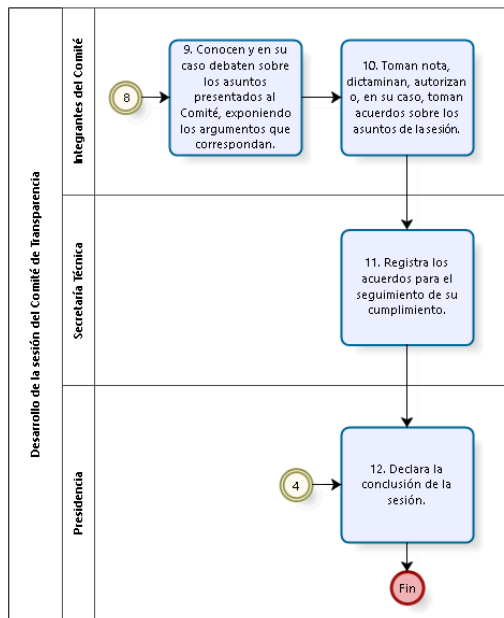 Desarrollo de la sesión del Comité de Transparencia
Integrantes del Comité
8
9. Conocen y en su
caso debaten sobre
los asuntos
presentados al
Comité, exponiendo
los argumentos que
correspondan.
10. Toman nota,
dictaminan, autorizan
o, en su caso, toman
acuerdos sobre los
asuntos de la sesión.
Secretaría Técnica
11. Registra los
acuerdos para el
seguimiento de su
cumplimiento.
Presidencia
4
12. Declara la
conclusión de la
sesión.
Fin